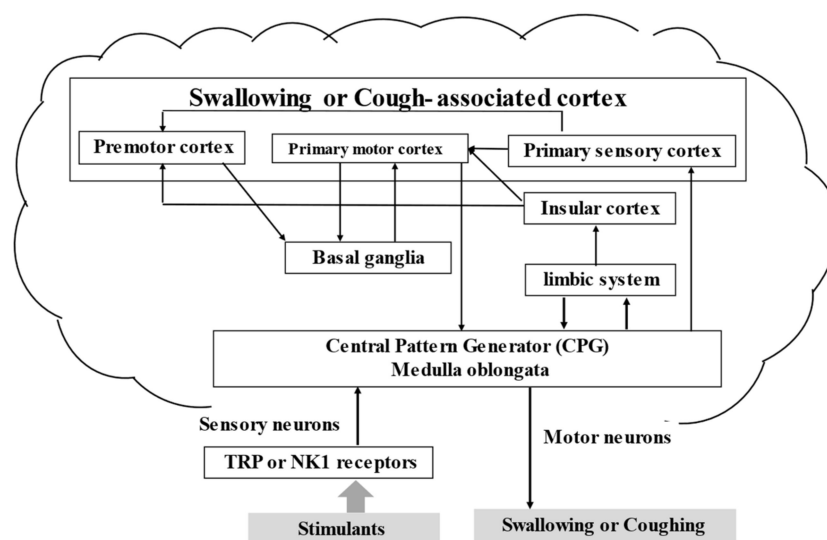 Swallowing or Cough- associated cortex
Premotor cortex
Primary motor cortex
Primary sensory cortex
Insular cortex
Basal ganglia
limbic system
Central Pattern Generator (CPG)
Medulla oblongata
Sensory neurons
Motor neurons
TRP or NK1 receptors
Stimulants
Swallowing or Coughing